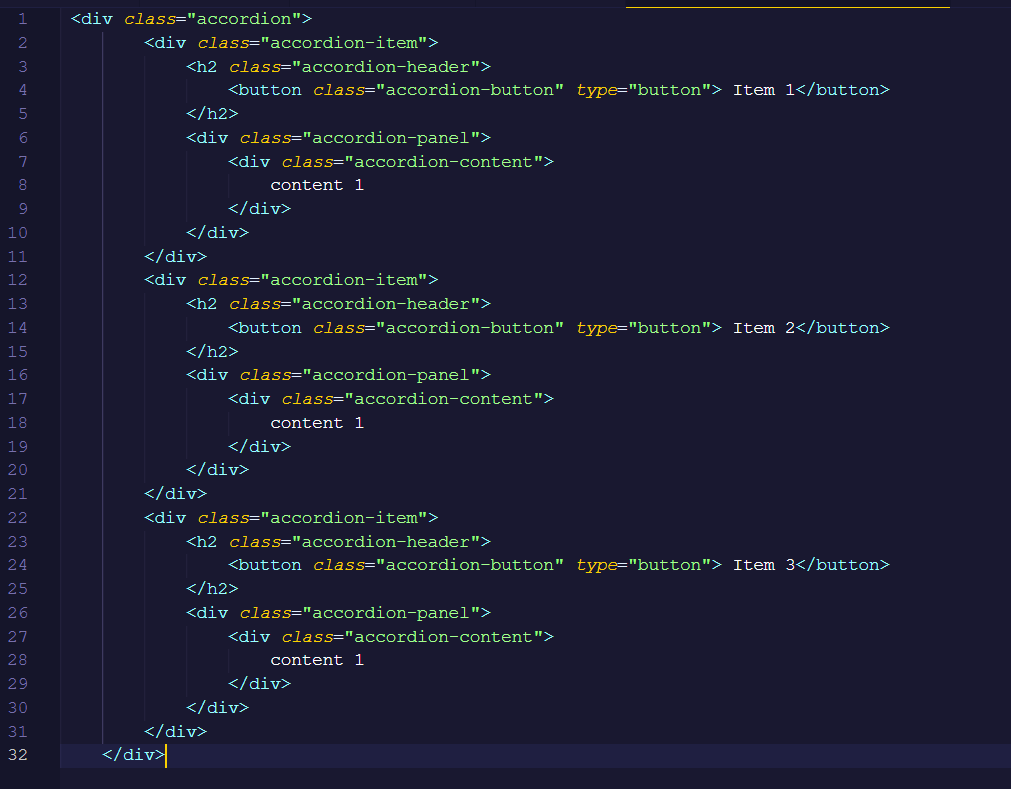 1 <div class="accordion">
2 <div class="accordion-item">
3 <h2 class="accordion-header">
4 <button class="accordion-button" type="button"> Item 1</button>
5 </h2>
6 <div class="accordion-panel">
7 <div class="accordion-content">
8 content 1
9 </div>
10 </div>
11 </div>
12 <div class="accordion-item">
13 <h2 class="accordion-header">
14 <button class="accordion-button" type="button"> Item 2</button>
15 </h2>
16 <div class="accordion-panel">
17 <div class="accordion-content">
18 content 1
19 </div>
20 </div>
21 </div>
22 <div class="accordion-item">
23 <h2 class="accordion-header">
24 <button class="accordion-button" type="button"> Item 3</button>
25 </h2>
26 <div class="accordion-panel">
27 <div class="accordion-content">
28 content 1
29 </div>
30 </div>
31 </div>
32 </div>